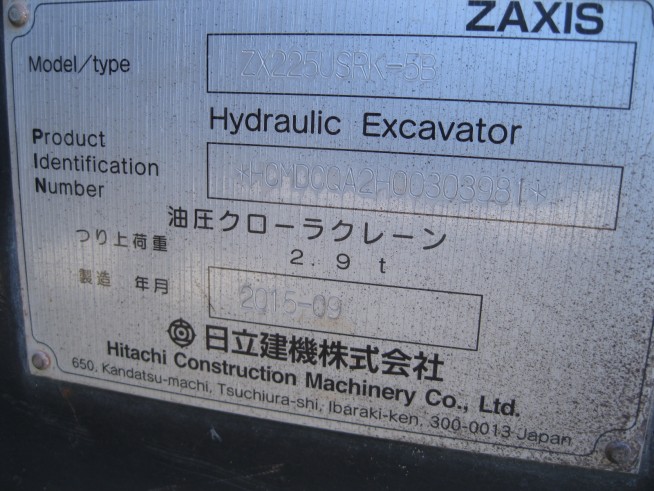 ZAXIS
Model/type ZX225USRK-5B
Hydraulic Excavator
Product
Identification
Number *HCMDCQA2H00303981*
油圧クローラクレーン
つり上荷重 2.9t
製造 年月 2015-09
日立建機株式会社
Hitachi Construction Machinery Co., Ltd.
650, Kandatsu-machi, Tsuchiura-shi, Ibaraki-ken, 300-0013 Japan